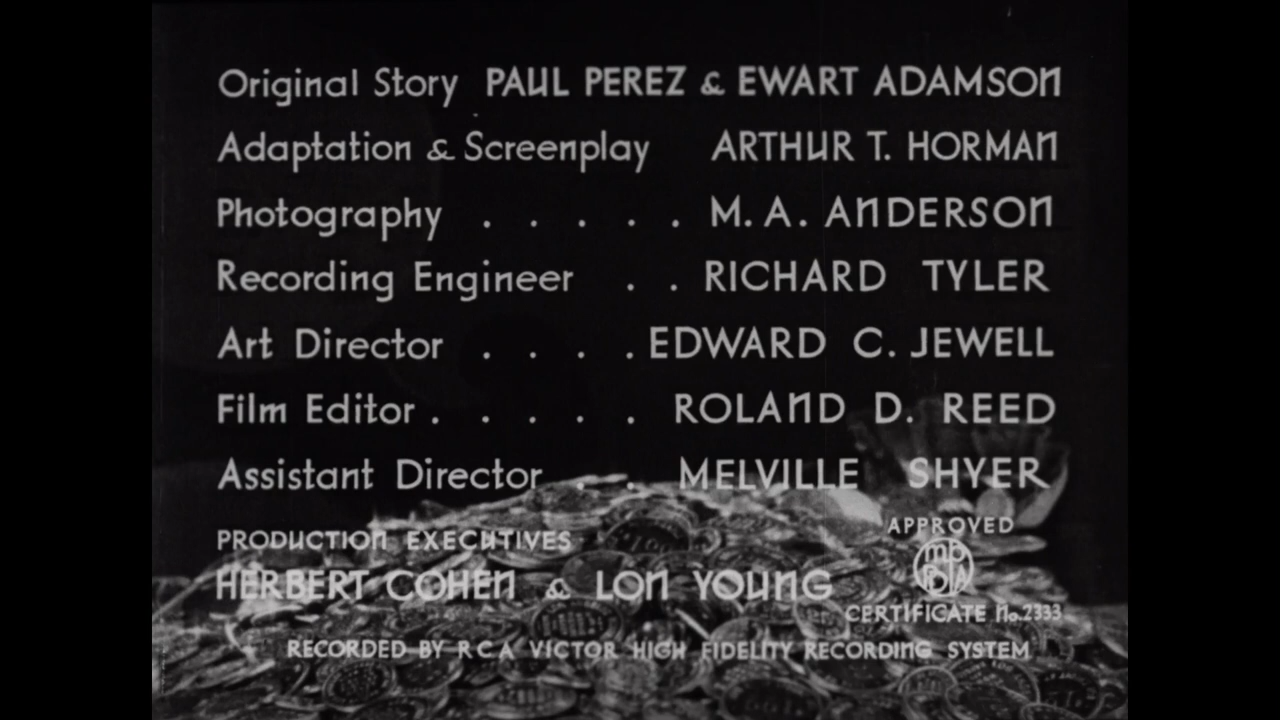 Original Story PAUL PEREZ & EWART ADAMSON
Adaptation & Screenplay ARTHUR T. HORMAN
Photography . . . . . M. A. ANDERSON
Recording Engineer . . RICHARD TYLER
Art Director . . . . EDWARD C. JEWELL
Film Editor . . . . . ROLAND D. REED
Assistant Director . . MELVILLE SHYER
APPROVED
PRODUCTION EXECUTIVES
MPPDA
HERBERT COHEN & LON YOUNG
CERTIFICATE No. 2333
RECORDED BY RCA VICTOR HIGH FIDELITY RECORDING SYSTEM